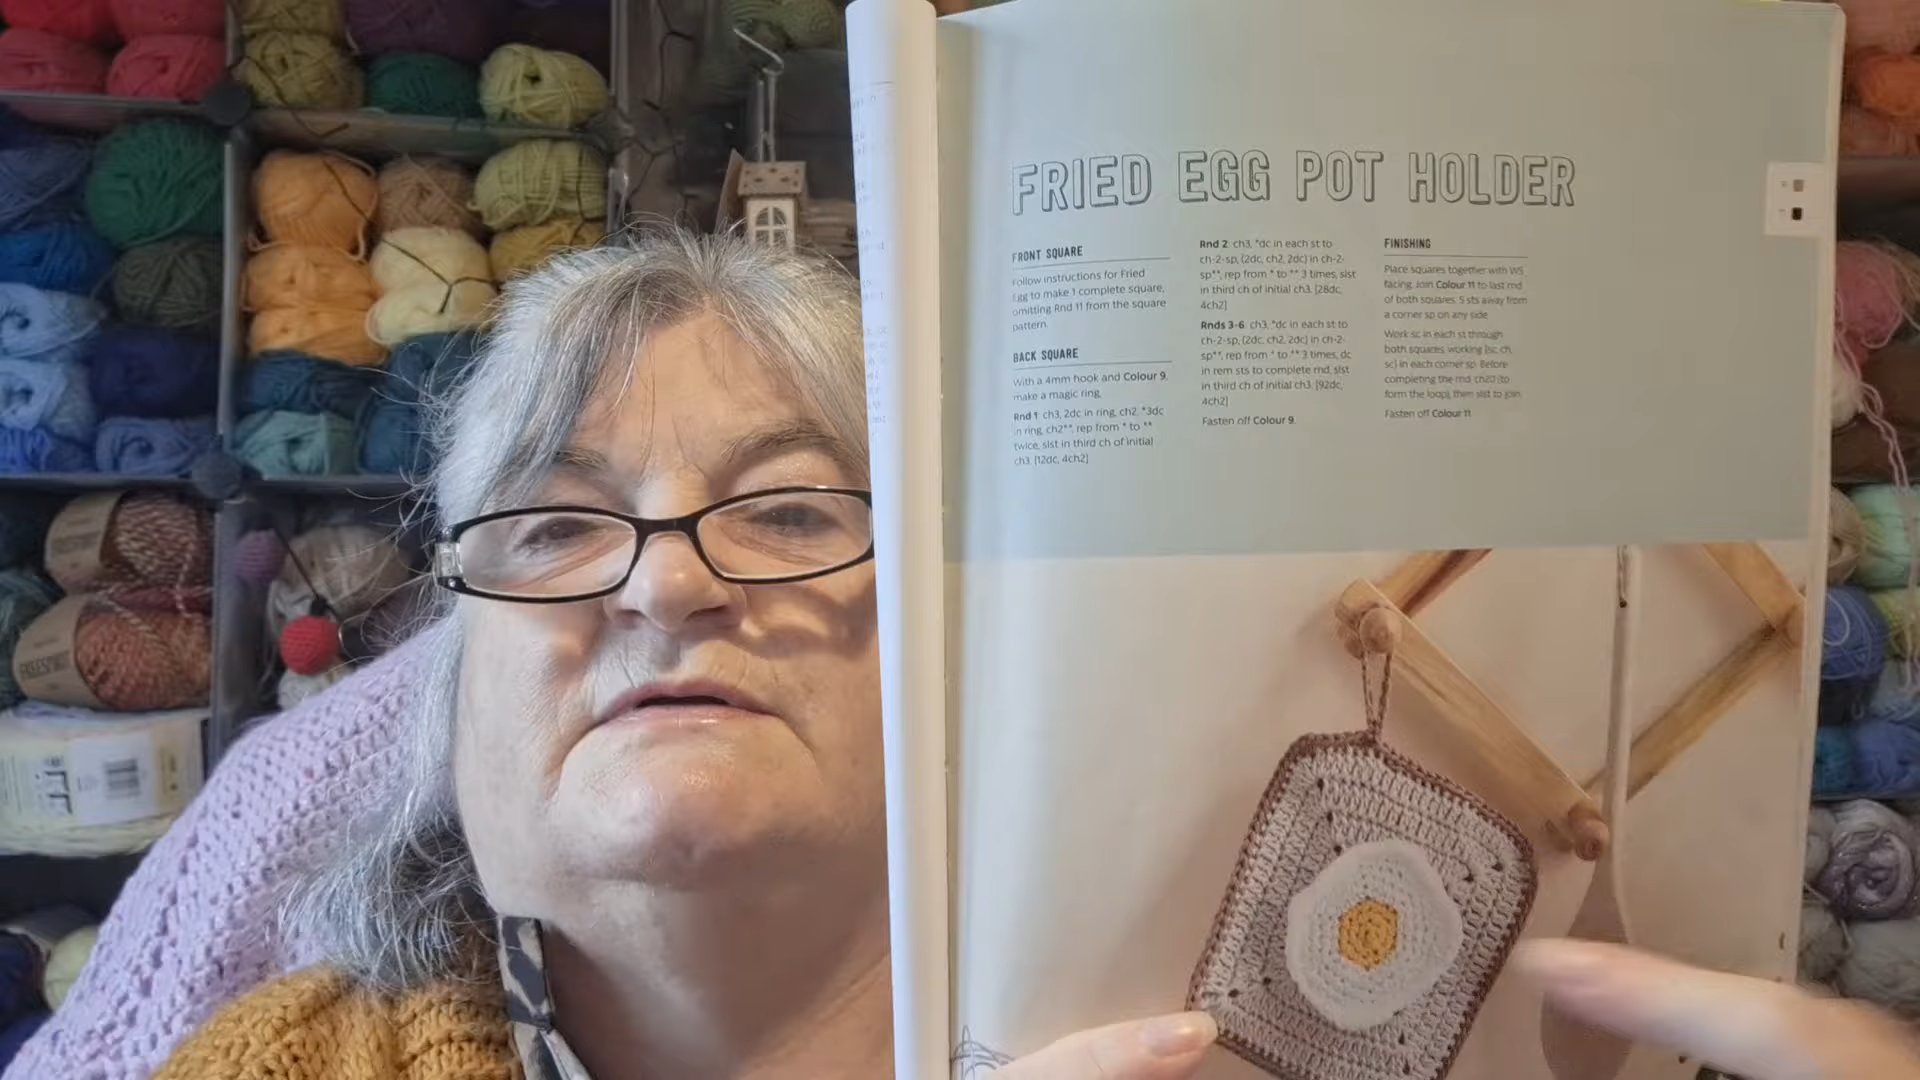 FRIED EGG POT HOLDER
FRONT SQUARE
Follow instructions for Fried
Egg to make 1 complete square,
omitting Rnd 11 from the square
pattern.
BACK SQUARE
With a 4mm hook and Colour 9,
make a magic ring.
Rnd 1: ch3, 2dc in ring, ch2, *3dc
in ring, ch2**, rep from * to **
twice, slst in third ch of initial
ch3. [12dc, 4ch2]
Rnd 2: ch3, *dc in each st to
ch-2-sp, (2dc, ch2, 2dc) in ch-2-
sp**, rep from * to ** 3 times, slst
in third ch of initial ch3. [28dc,
4ch2]
Rnds 3-6: ch3, *dc in each st to
ch-2-sp, (2dc, ch2, 2dc) in ch-2-
sp**, rep from * to ** 3 times, dc
in rem sts to complete rnd, slst
in third ch of initial ch3. [92dc,
4ch2]
Fasten off Colour 9.
FINISHING
Place squares together with WS
facing. Join Colour 11 to last rnd
of both squares, 5 sts away from
a corner sp on any side.
Work sc in each st through
both squares, working (sc, ch,
sc) in each corner sp. Before
completing the rnd, ch20 (to
form the loop), then slst to join.
Fasten off Colour 11.